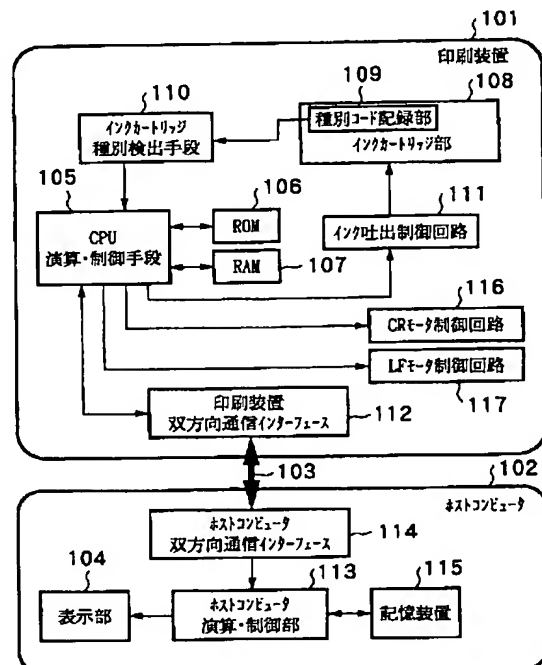 101
印刷装置
109
108
110
種別コード記録部
インクカートリッジ部
インクカートリッジ
種別検出手段
105
106
111
CPU
演算・制御手段
ROM
インク吐出制御回路
RAM
107
116
CRモータ制御回路
LFモータ制御回路
117
印刷装置
双方向通信インターフェース
112
103
102
ホストコンピュータ
ホストコンピュータ
双方向通信インターフェース
114
104
113
115
表示部
ホストコンピュータ
演算・制御部
記憶装置